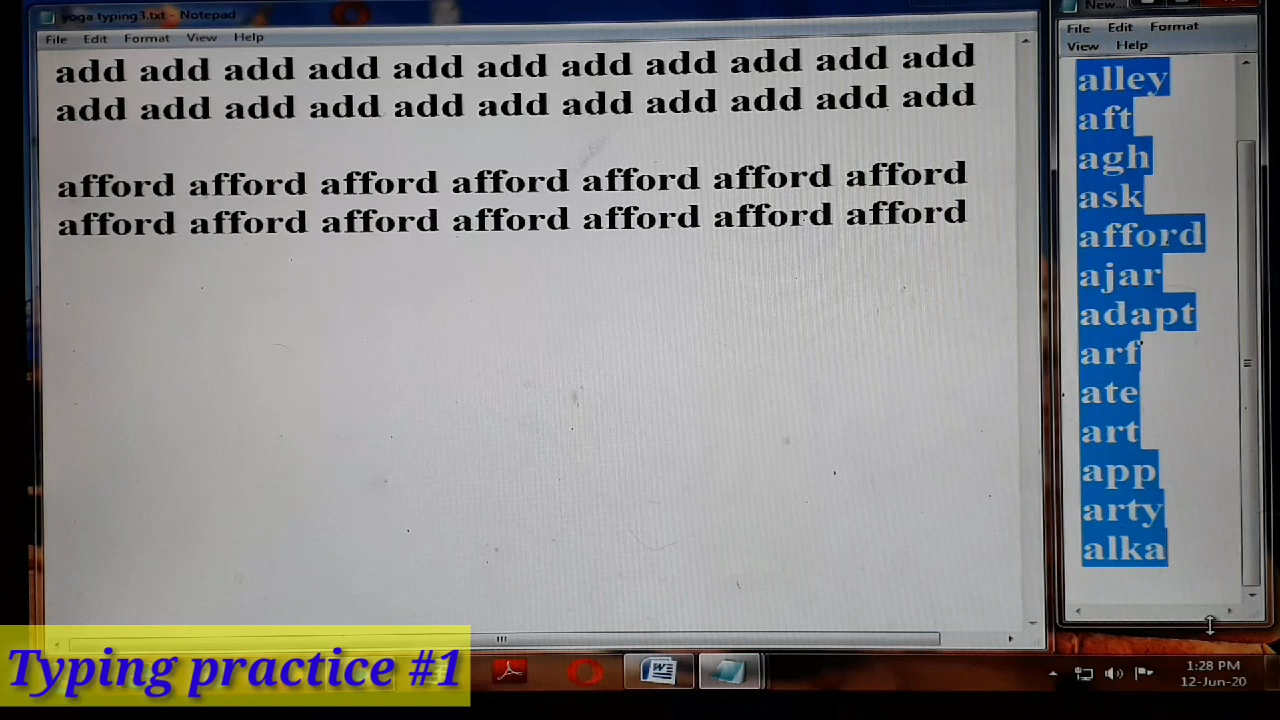 yoga typing3.txt - Notepad
File Edit Format View Help
add add add add add add add add add add add
add add add add add add add add add add add
afford afford afford afford afford afford afford
afford afford afford afford afford afford afford
New...
File Edit Format
View Help
alley
aft
agh
ask
afford
ajar
adapt
arf
ate
art
app
arty
alka
Typing practice #1
W
1:28 PM
12-Jun-20